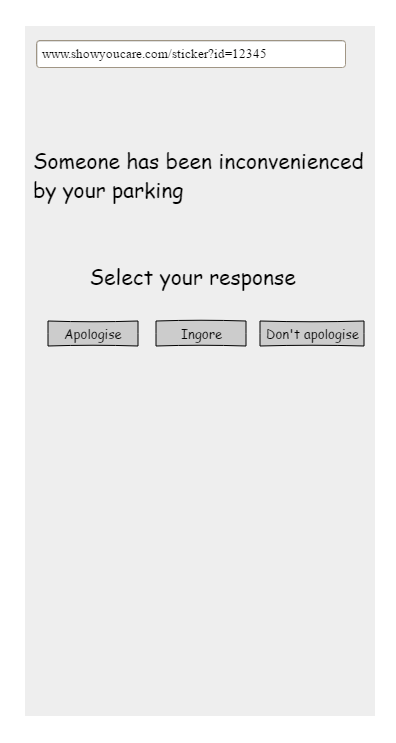 www.showyoucare.com/sticker?id=12345
Someone has been inconvenienced
by your parking
Select your response
Apologise Ingore Don't apologise